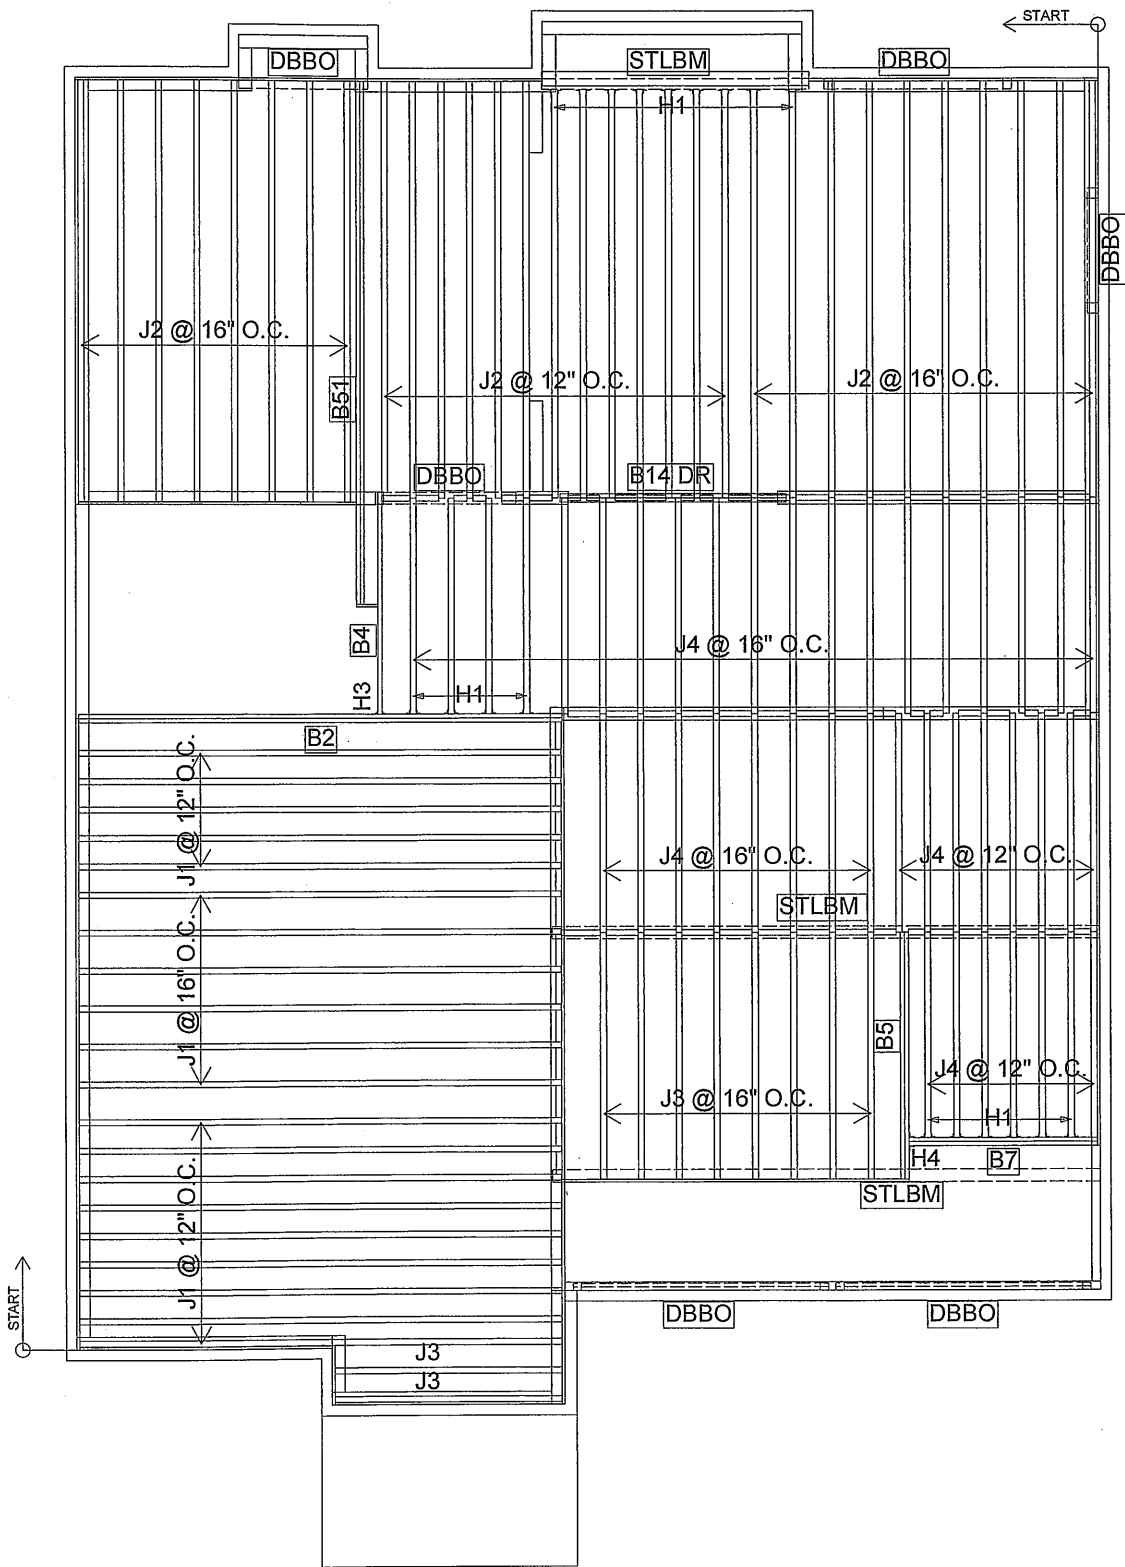 START
DBBO
STLBM
DBBO
H1
DBBO
J2 @ 16" O.C.
J2 @ 12" O.C.
J2 @ 16" O.C.
B51
DBBO
B14 DR
B4
J4 @ 16" O.C.
H3
H1
B2
J1 @ 12" O.C.
J4 @ 16" O.C.
J4 @ 12" O.C.
STLBM
J1 @ 16" O.C.
B5
J4 @ 12" O.C.
J3 @ 16" O.C.
H1
H4
B7
STLBM
J1 @ 12" O.C.
START
DBBO
DBBO
J3
J3